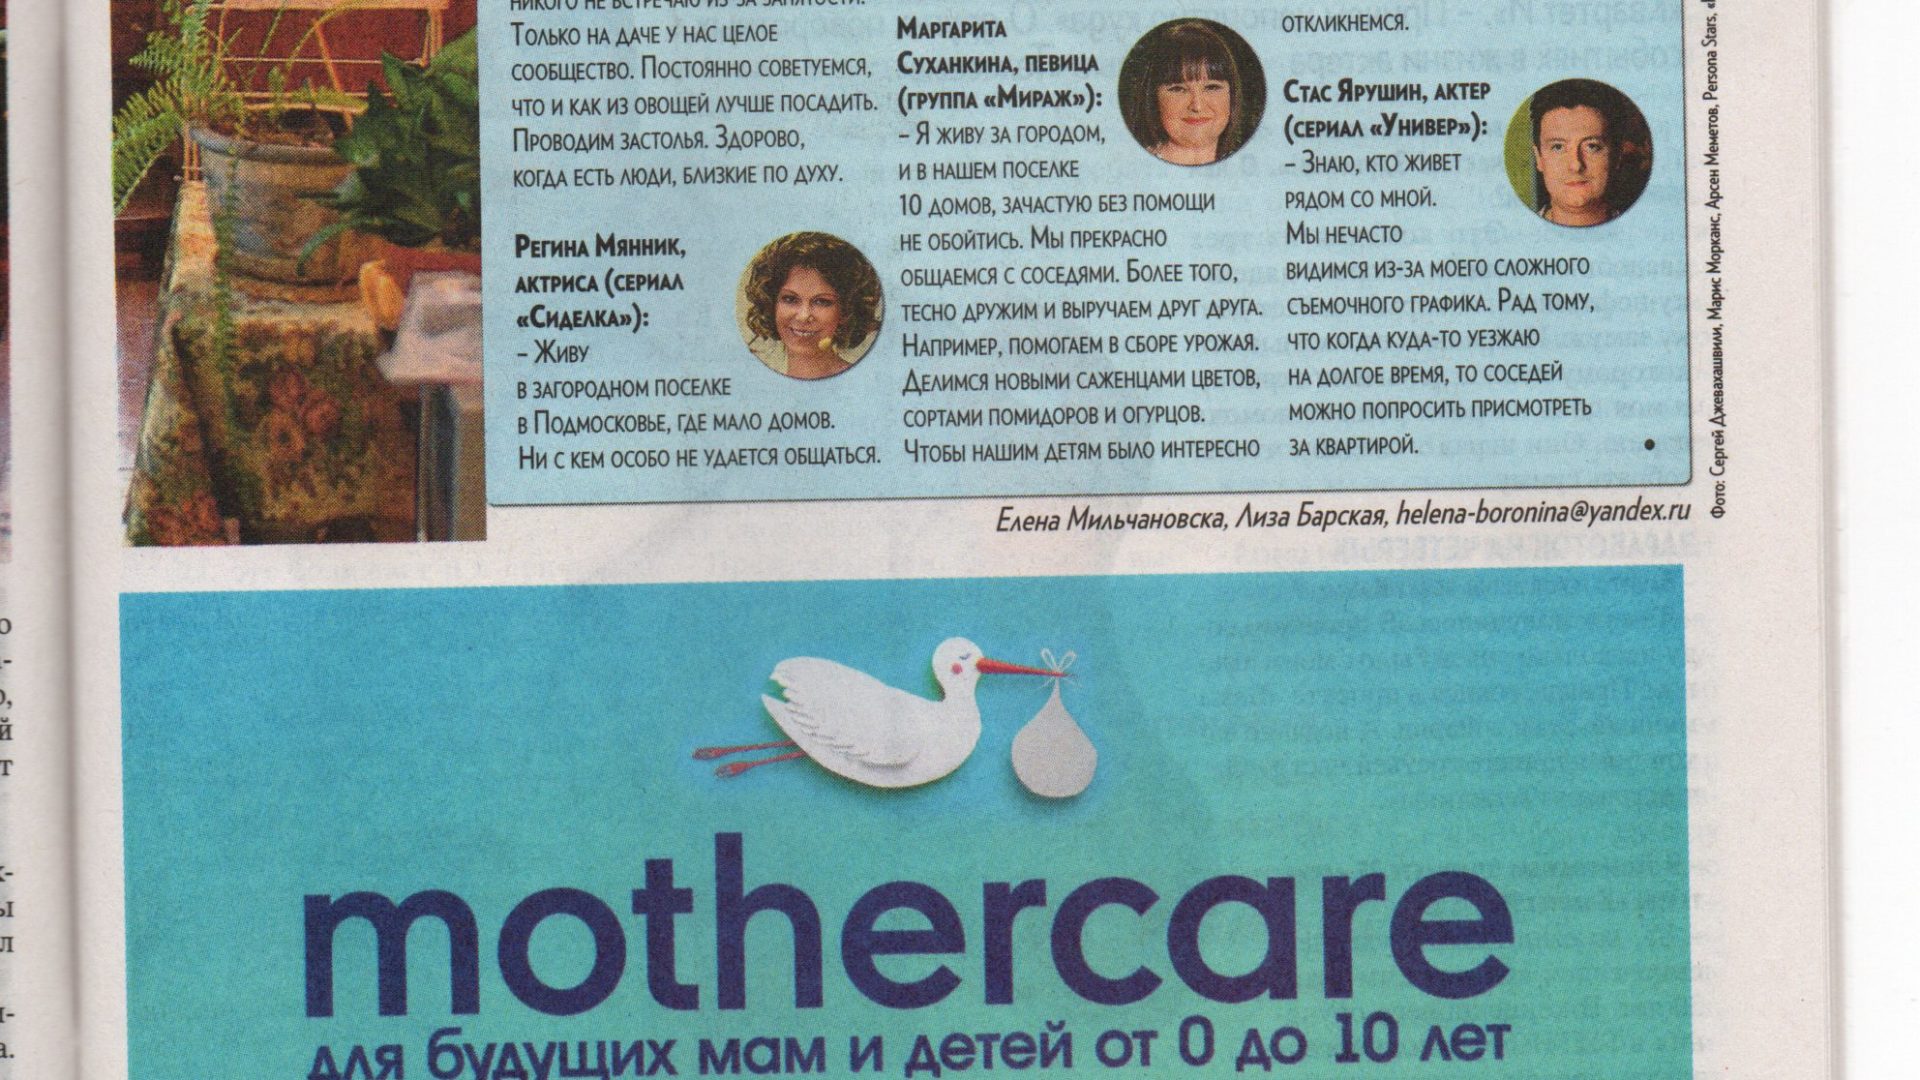 никого не встречаю из-за занятости.
Только на даче у нас целое
сообщество. Постоянно советуемся,
что и как из овощей лучше посадить.
Проводим застолья. Здорово,
когда есть люди, близкие по духу.
Регина Мянник,
актриса (сериал
«Сиделка»):
– Живу
в загородном поселке
в Подмосковье, где мало домов.
Ни с кем особо не удается общаться.
Маргарита
Суханкина, певица
(группа «Мираж»):
– Я живу за городом,
и в нашем поселке
10 домов, зачастую без помощи
не обойтись. Мы прекрасно
общаемся с соседями. Более того,
тесно дружим и выручаем друг друга.
Например, помогаем в сборе урожая.
Делимся новыми саженцами цветов,
сортами помидоров и огурцов.
Чтобы нашим детям было интересно
откликнемся.
Стас Ярушин, актер
(сериал «Универ»):
– Знаю, кто живет
рядом со мной.
Мы нечасто
видимся из-за моего сложного
съемочного графика. Рад тому,
что когда куда-то уезжаю
на долгое время, то соседей
можно попросить присмотреть
за квартирой.
Елена Мильчановска, Лиза Барская, helena-boronina@yandex.ru
Фото: Сергей Джевахашвили, Марис Морканс, Арсен Меметов, Persona Stars,
mothercare
для будущих мам и детей от 0 до 10 лет